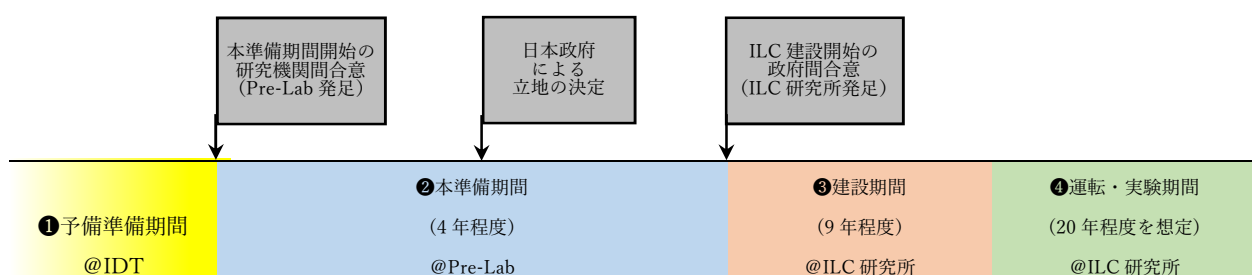 本準備期間開始の
研究機関間合意
(Pre-Lab 発足)
日本政府
による
立地の決定
ILC 建設開始の
政府間合意
(ILC 研究所発足)
❶予備準備期間
@IDT
❷本準備期間
(4 年程度)
@Pre-Lab
❸建設期間
(9 年程度)
@ILC 研究所
❹運転・実験期間
(20 年程度を想定)
@ILC 研究所